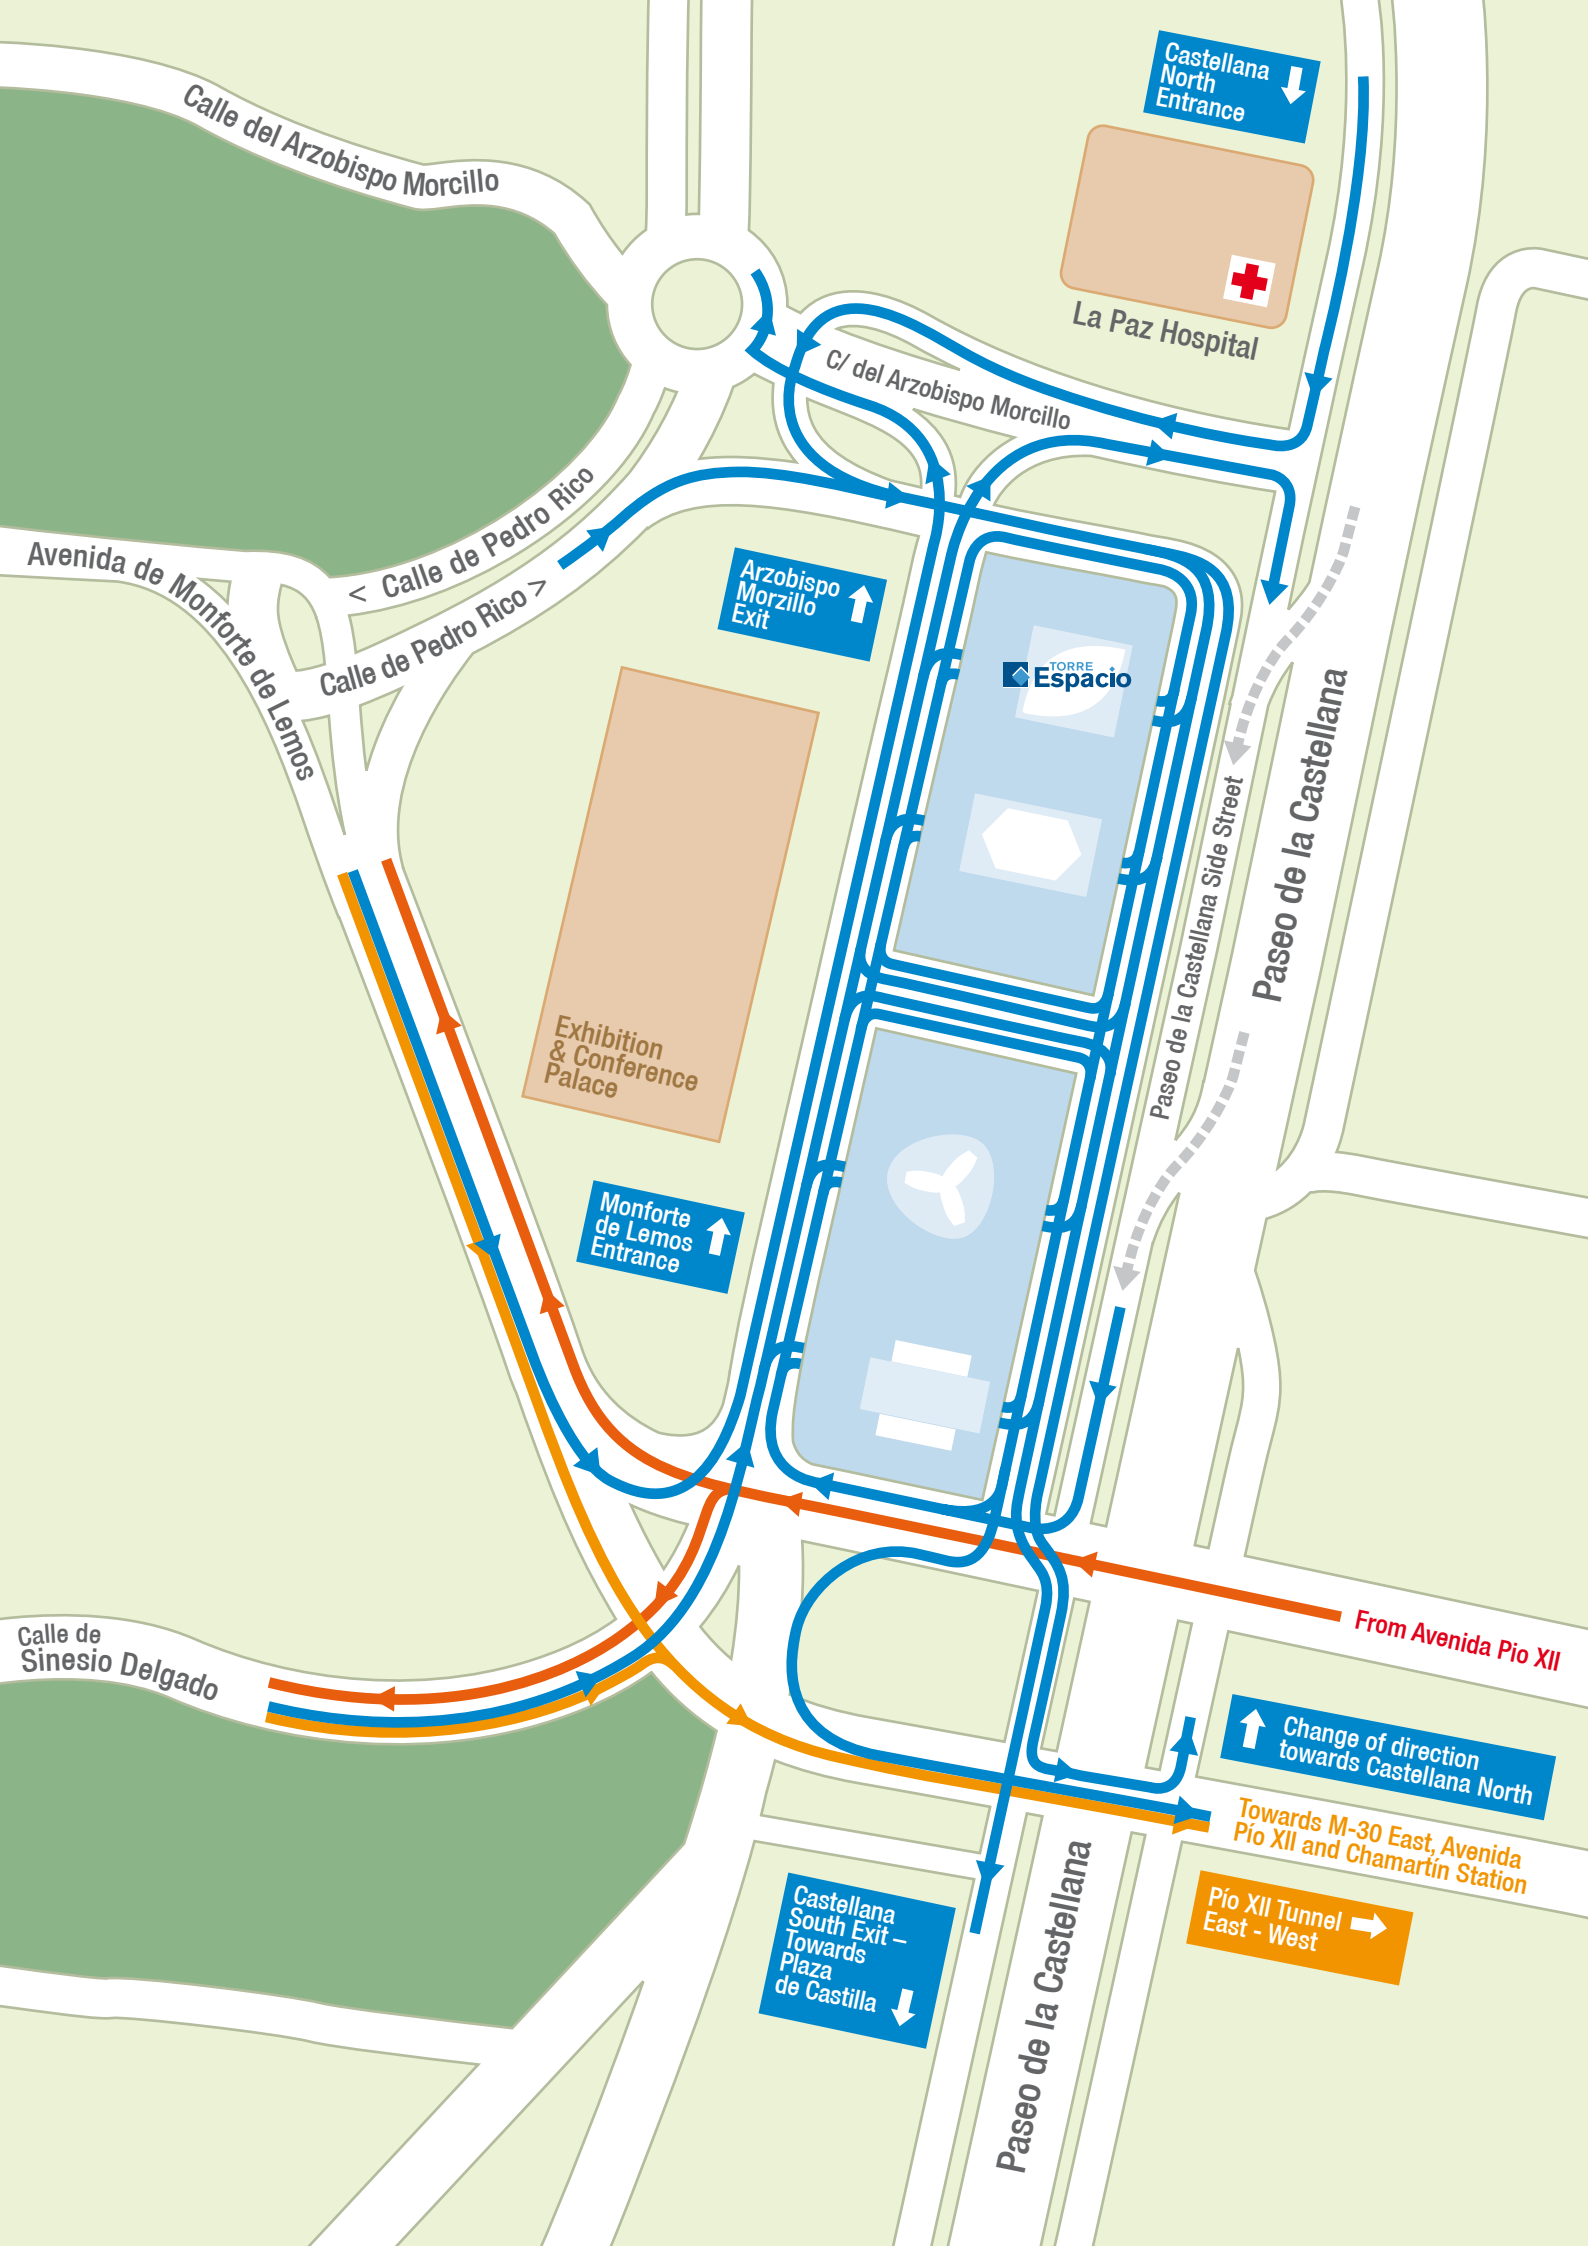 Castellana
North
Entrance
Calle del Arzobispo Morcillo
La Paz Hospital
C/ del Arzobispo Morcillo
< Calle de Pedro Rico
Calle de Pedro Rico >
Avenida de Monforte de Lemos
Arzobispo
Morzillo
Exit
TORRE
Espacio
Paseo de la Castellana
Paseo de la Castellana Side Street
Exhibition
& Conference
Palace
Monforte
de Lemos
Entrance
From Avenida Pio XII
Calle de
Sinesio Delgado
Change of direction
towards Castellana North
Towards M-30 East, Avenida
Pío XII and Chamartín Station
Pío XII Tunnel
East - West
Castellana
South Exit –
Towards
Plaza
de Castilla
Paseo de la Castellana